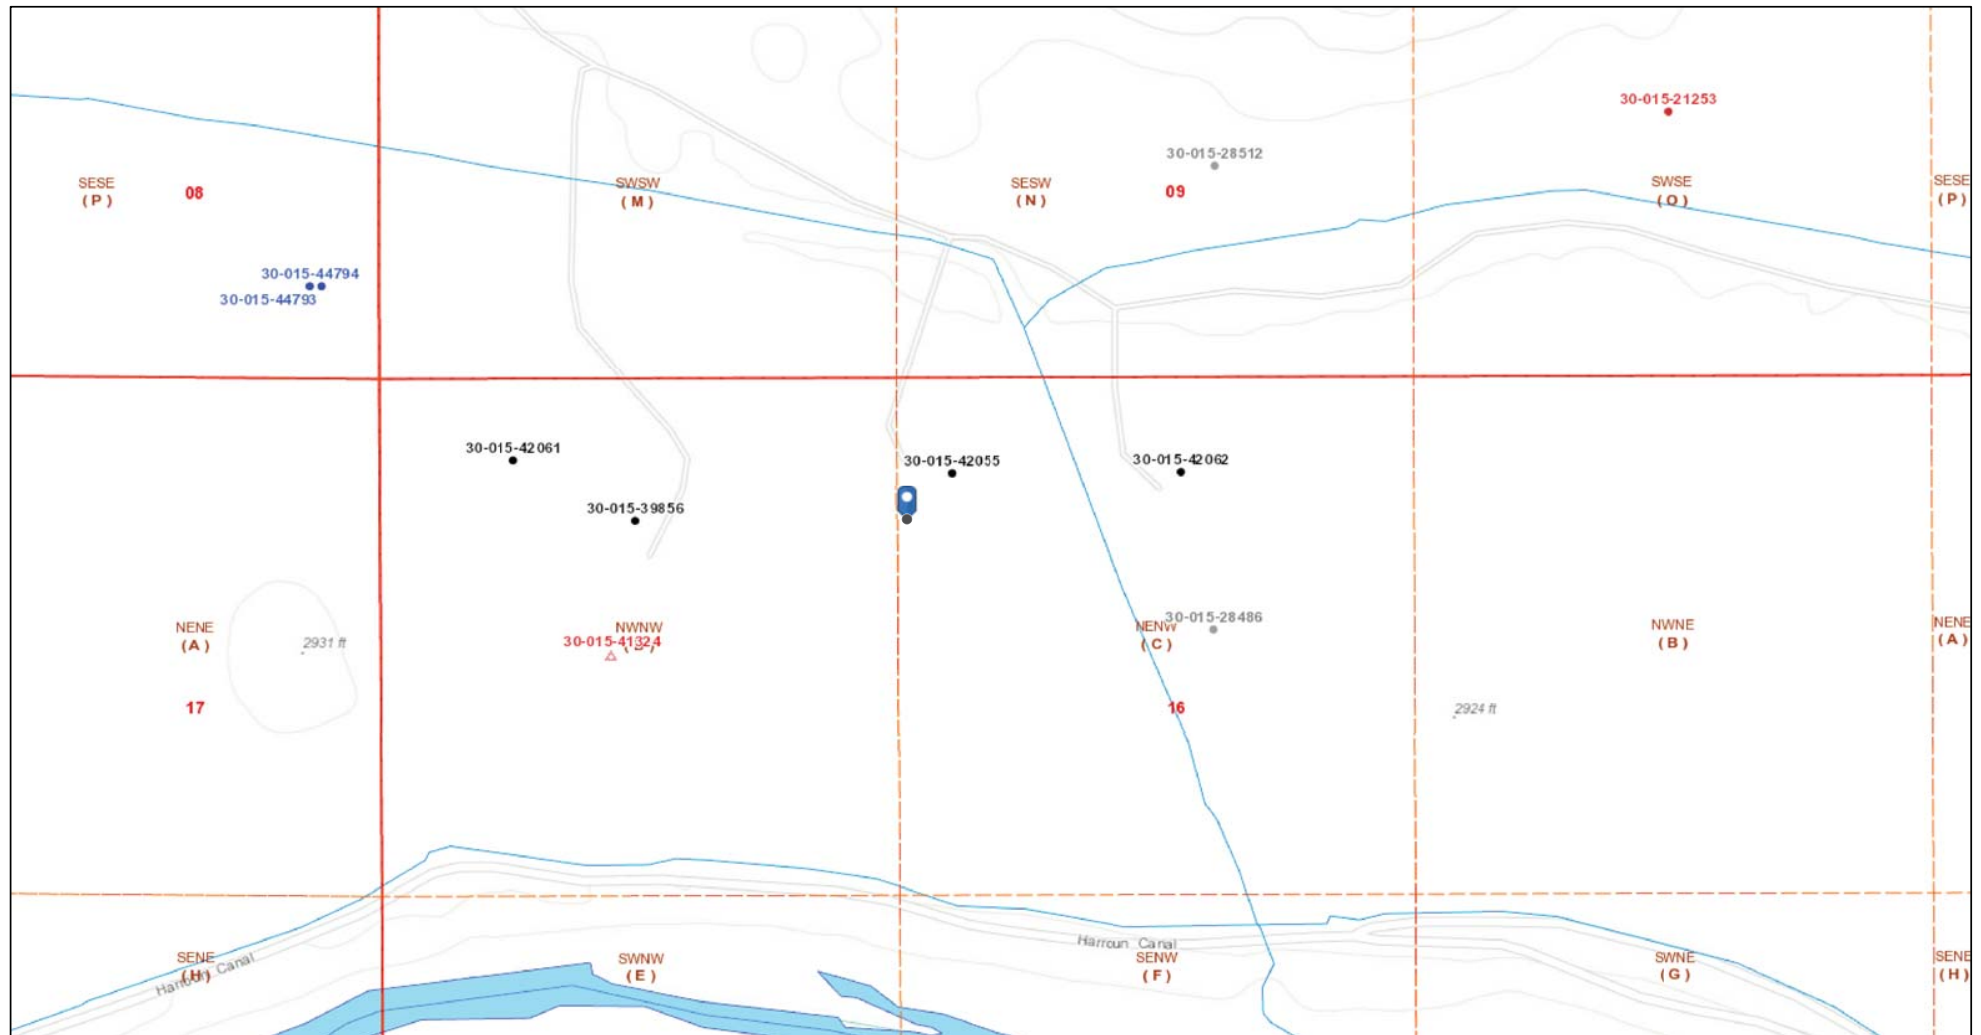 30-015-21253
30-015-28512
SESE
(P)
08
SWSW
(M)
SESW
(N)
09
SWSE
(O)
SESE
(P)
30-015-44794
30-015-44793
30-015-42061
30-015-42055
30-015-42062
30-015-39856
30-015-28486
NENE
(A)
2931 ft
NWNW
30-015-41324
NENW
(C)
NWNE
(B)
NENE
(A)
17
16
2924 ft
Harroun Canal
SENE
(H)
Harroun Canal
SWNW
(E)
SENW
(F)
SWNE
(G)
SENE
(H)